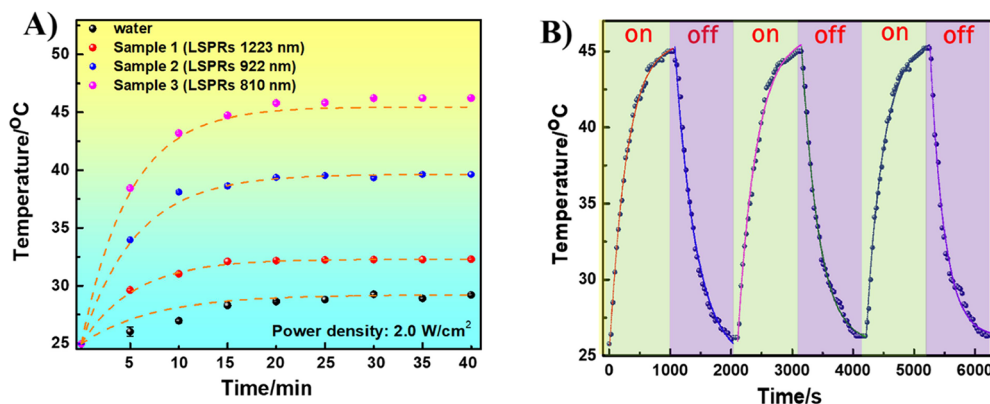 A)
water
Sample 1 (LSPRs 1223 nm)
Sample 2 (LSPRs 922 nm)
Sample 3 (LSPRs 810 nm)
50
45
40
35
30
25
Temperature/°C
Power density: 2.0 W/cm²
5 10 15 20 25 30 35 40
Time/min
B)
on off on off on off
45
40
35
30
25
Temperature/°C
0 1000 2000 3000 4000 5000 6000
Time/s